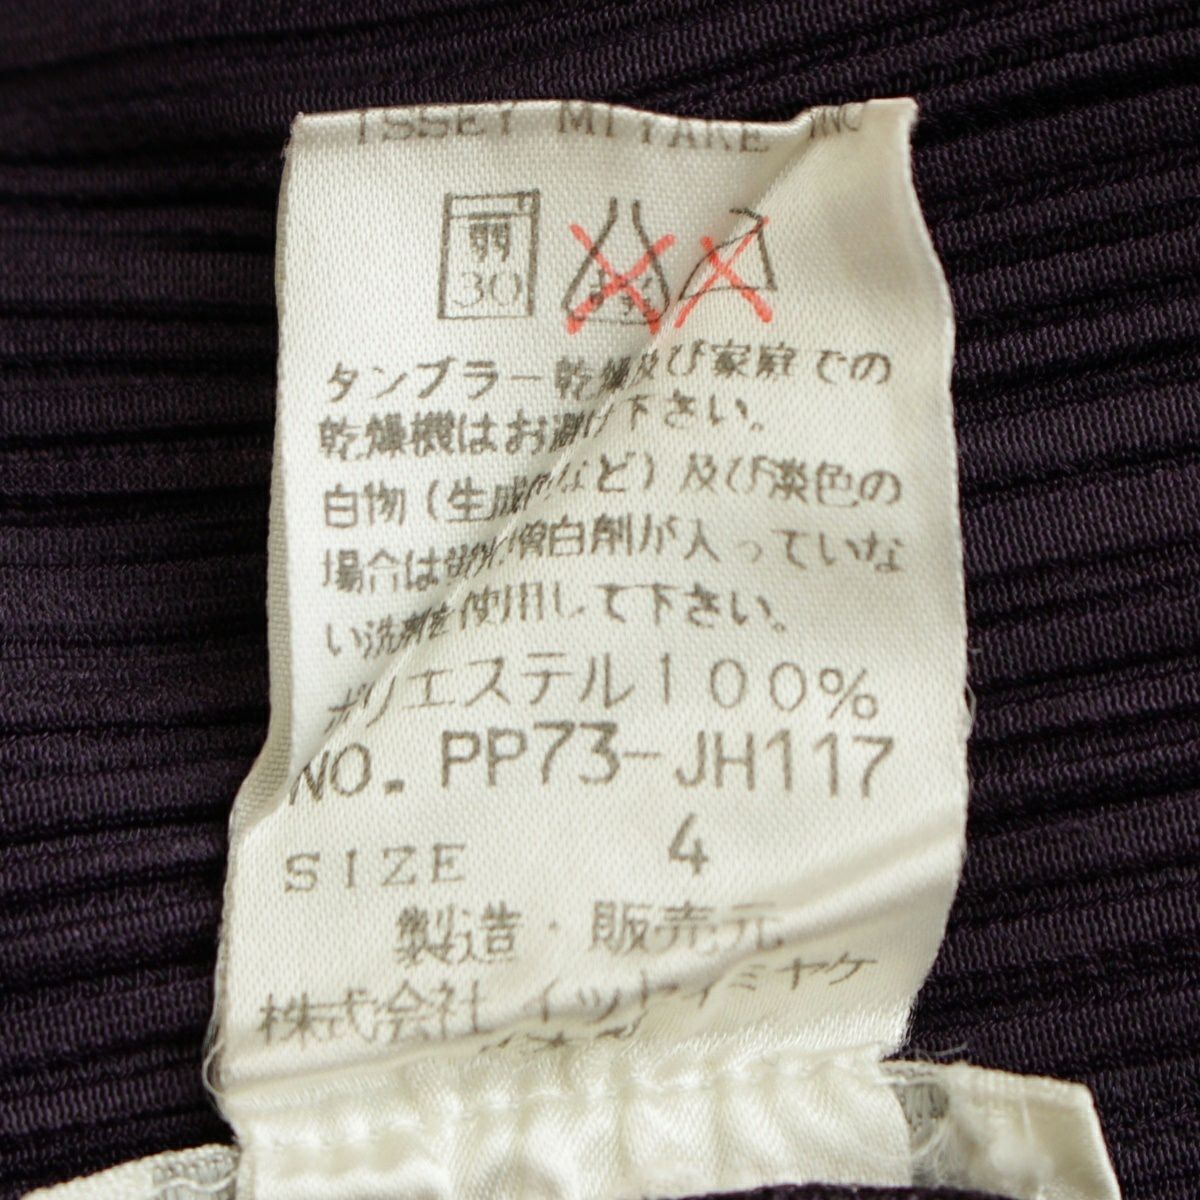 ISSEY MIYAKE INC
弱
30
タンブラー乾燥及び家庭での
乾燥機はお避け下さい。
白物（生成色など）及び淡色の
場合は蛍光増白剤が入っていな
い洗剤を使用して下さい。
ポリエステル100%
NO. PP73-JH117
SIZE 4
製造・販売元
株式会社 イッセイミヤケ